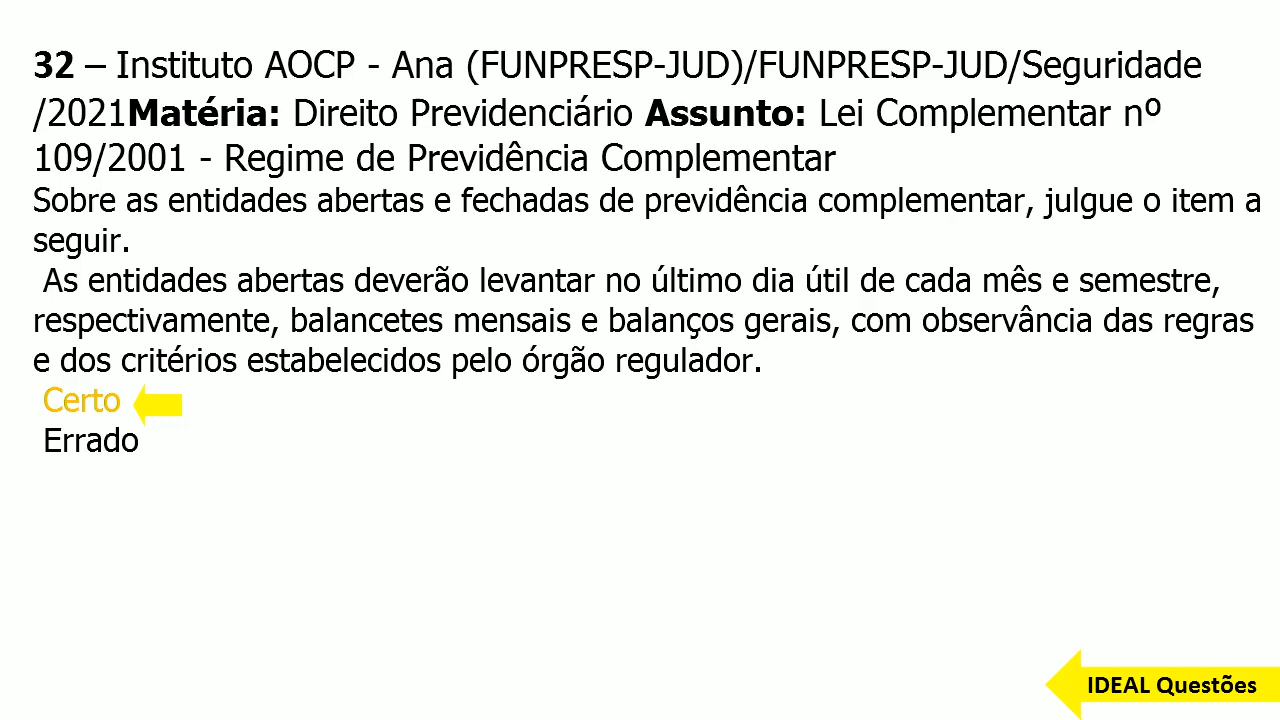 32 – Instituto AOCP - Ana (FUNPRESP-JUD)/FUNPRESP-JUD/Seguridade
/2021Matéria: Direito Previdenciário Assunto: Lei Complementar nº
109/2001 - Regime de Previdência Complementar
Sobre as entidades abertas e fechadas de previdência complementar, julgue o item a
seguir.
As entidades abertas deverão levantar no último dia útil de cada mês e semestre,
respectivamente, balancetes mensais e balanços gerais, com observância das regras
e dos critérios estabelecidos pelo órgão regulador.
Certo
Errado
IDEAL Questões